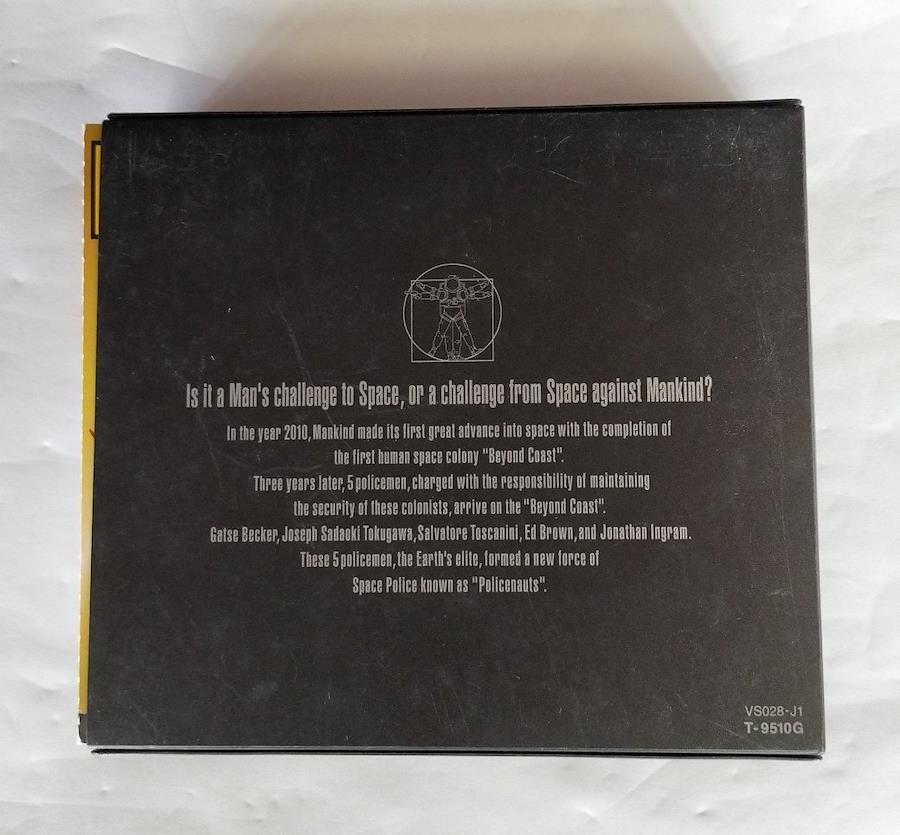 Is it a Man's challenge to Space, or a challenge from Space against Mankind?
In the year 2010, Mankind made its first great advance into space with the completion of
the first human space colony "Beyond Coast".
Three years later, 5 policemen, charged with the responsibility of maintaining
the security of these colonists, arrive on the "Beyond Coast".
Gatse Becker, Joseph Sadaoki Tokugawa, Salvatore Toscanini, Ed Brown, and Jonathan Ingram.
These 5 policemen, the Earth's elite, formed a new force of
Space Police known as "Policenauts".
VS028-J1
T-9510G